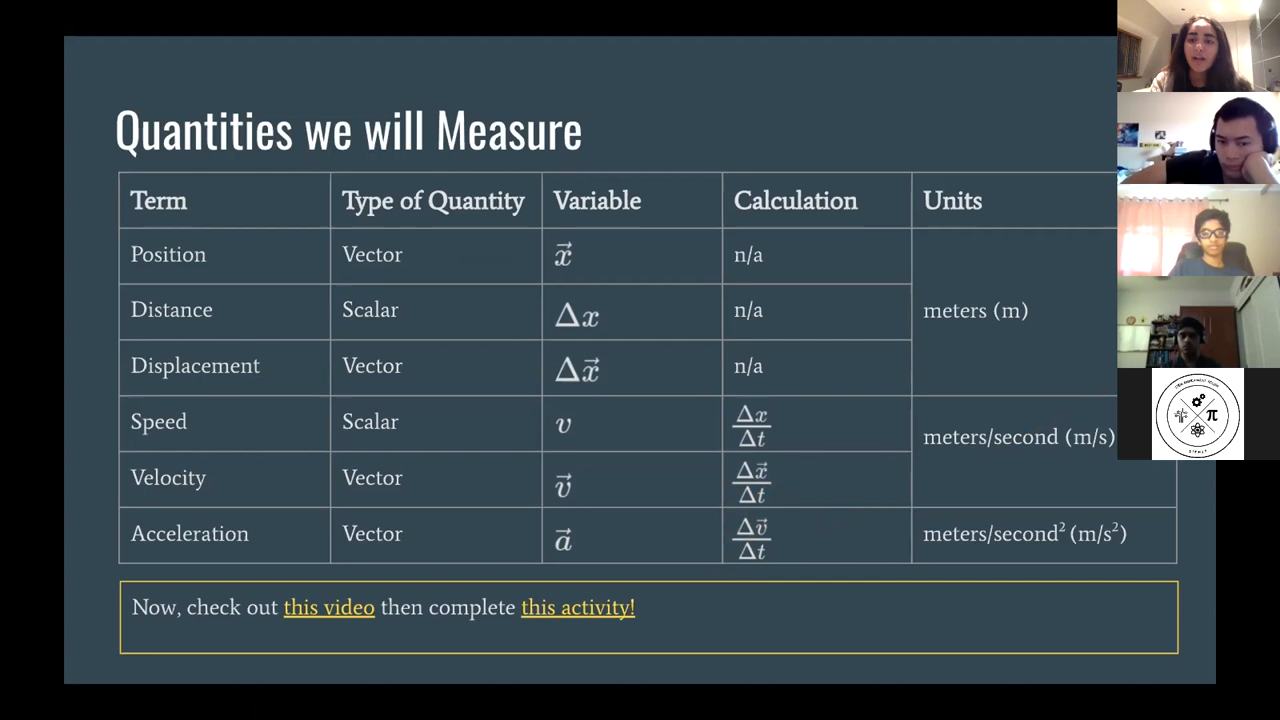 Quantities we will Measure
Term Type of Quantity Variable Calculation Units
Position Vector x⃗ n/a
Distance Scalar Δx n/a meters (m)
Displacement Vector Δx⃗ n/a
Speed Scalar v Δx/Δt meters/second (m/s)
Velocity Vector v⃗ Δx⃗/Δt
Acceleration Vector a⃗ Δv⃗/Δt meters/second² (m/s²)
Now, check out this video then complete this activity!
π